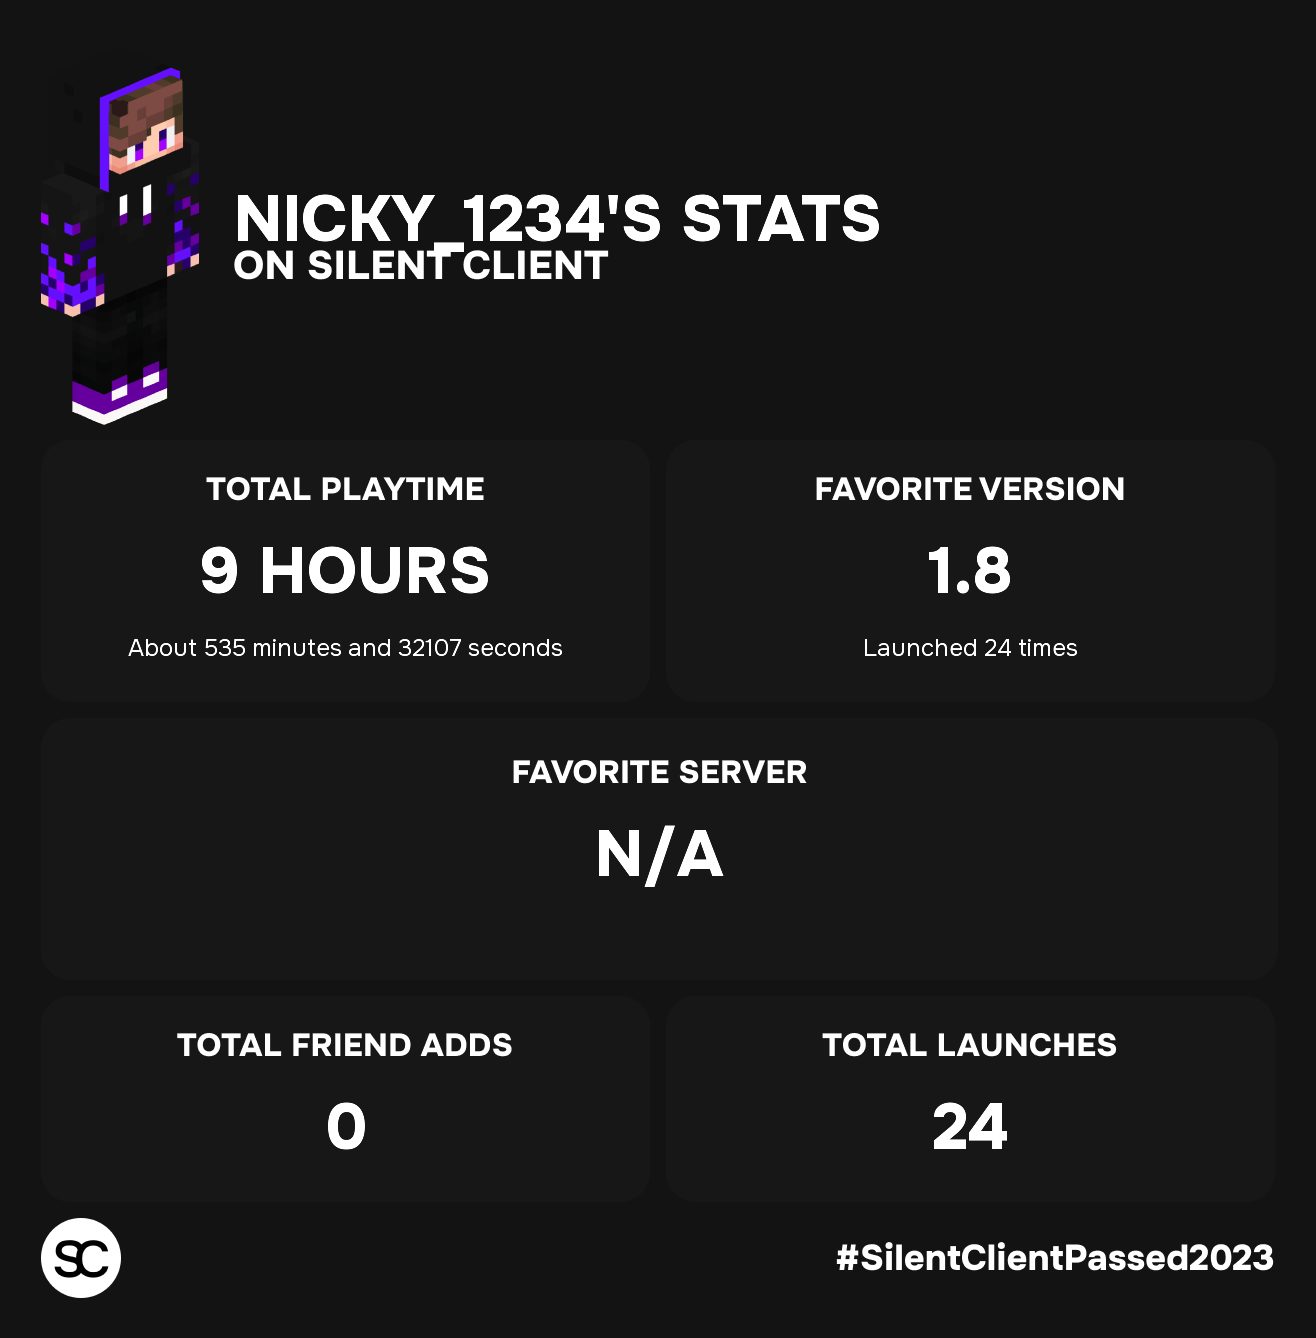 NICKY_1234'S STATS
ON SILENT CLIENT
TOTAL PLAYTIME
9 HOURS
About 535 minutes and 32107 seconds
FAVORITE VERSION
1.8
Launched 24 times
FAVORITE SERVER
N/A
TOTAL FRIEND ADDS
0
TOTAL LAUNCHES
24
SC
#SilentClientPassed2023